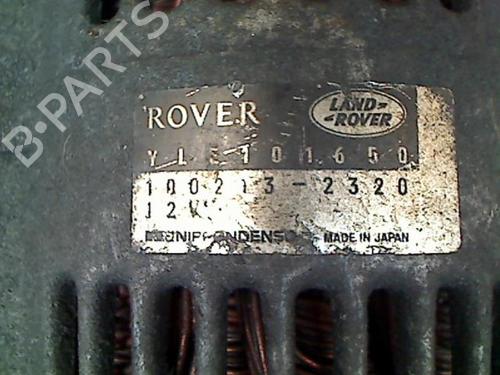 B-PARTS
ROVER
LAND-
-ROVER
YLE101650
100213-2320
12V
NIPPONDENSO
MADE IN JAPAN